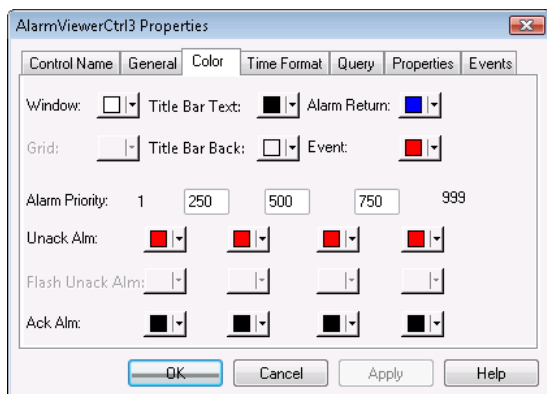 AlarmViewerCtrl3 Properties
Control Name General Color Time Format Query Properties Events
Window: Title Bar Text: Alarm Return:
Grid: Title Bar Back: Event:
Alarm Priority: 1 250 500 750 999
Unack Alm:
Flash Unack Alm:
Ack Alm:
OK Cancel Apply Help